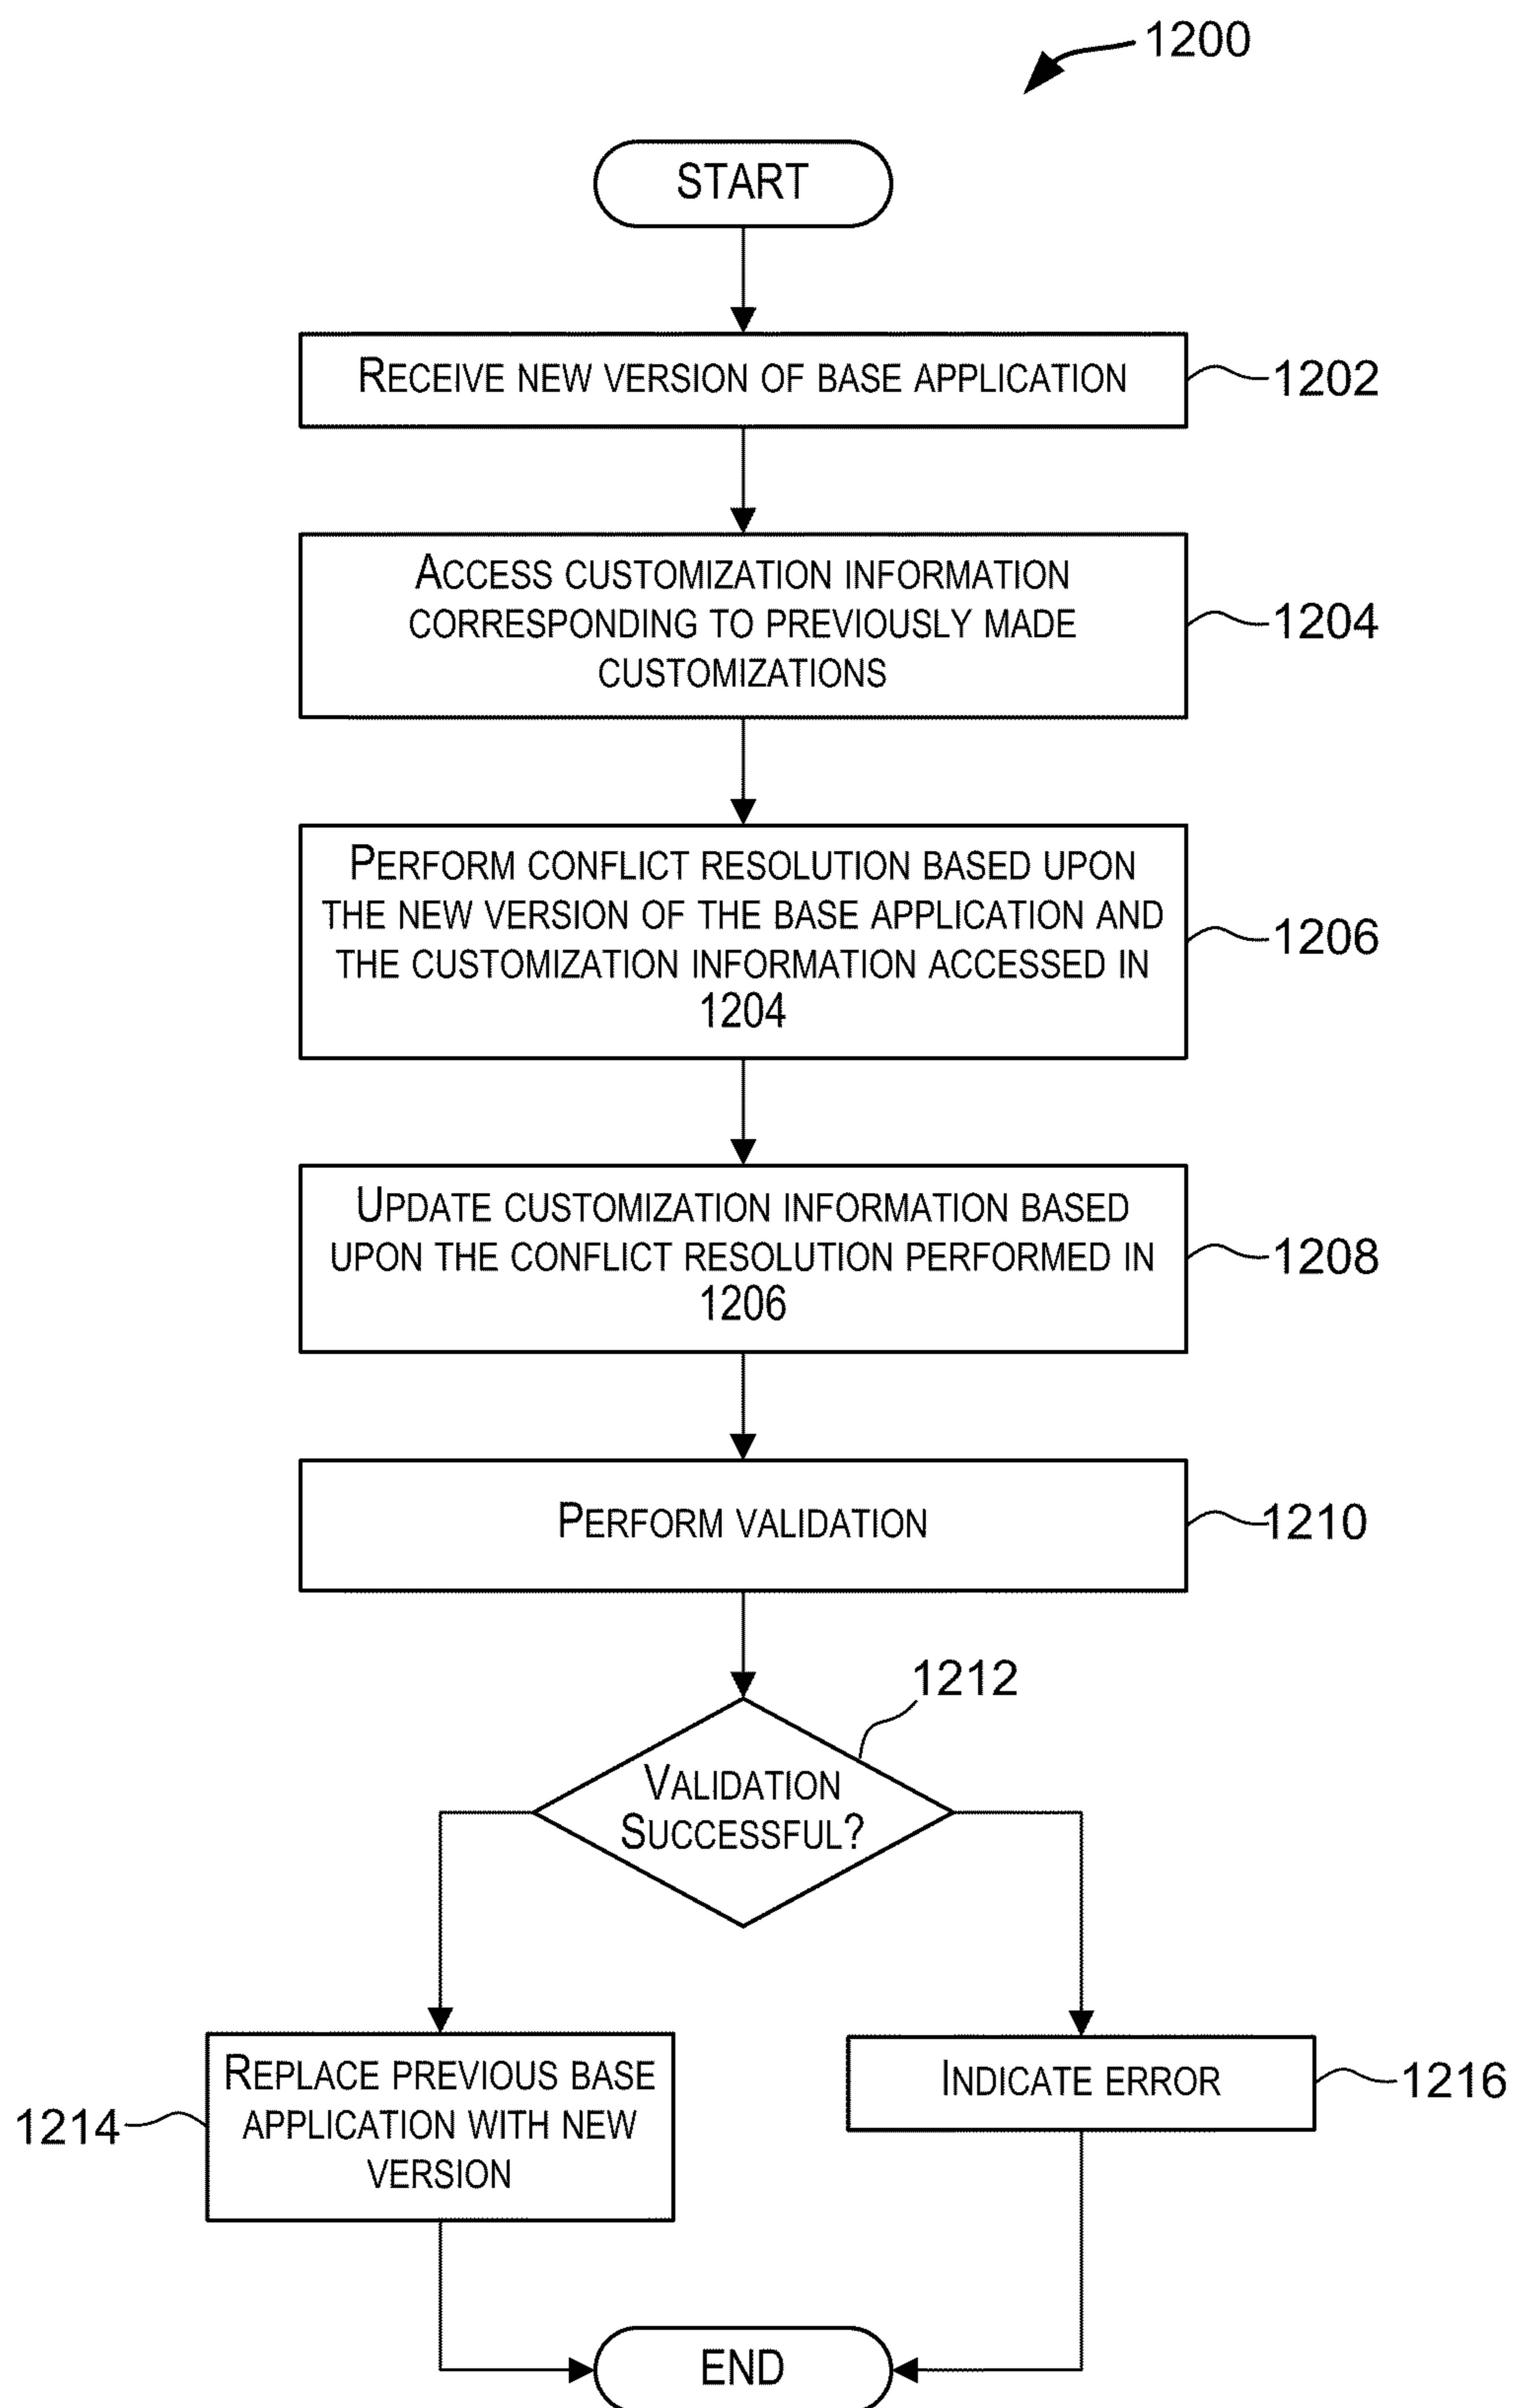 1200
START
RECEIVE NEW VERSION OF BASE APPLICATION
1202
ACCESS CUSTOMIZATION INFORMATION
CORRESPONDING TO PREVIOUSLY MADE
CUSTOMIZATIONS
1204
PERFORM CONFLICT RESOLUTION BASED UPON
THE NEW VERSION OF THE BASE APPLICATION AND
THE CUSTOMIZATION INFORMATION ACCESSED IN
1204
1206
UPDATE CUSTOMIZATION INFORMATION BASED
UPON THE CONFLICT RESOLUTION PERFORMED IN
1206
1208
PERFORM VALIDATION
1210
1212
VALIDATION
SUCCESSFUL?
REPLACE PREVIOUS BASE
APPLICATION WITH NEW
VERSION
1214
INDICATE ERROR
1216
END